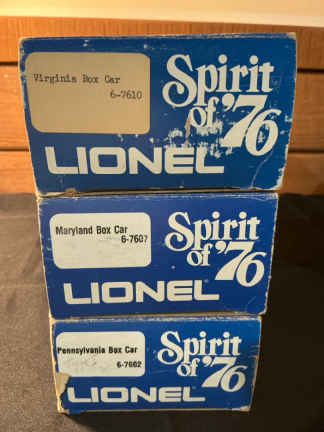 Virginia Box Car
6-7610
Spirit
of '76
LIONEL
Maryland Box Car
6-7607
Spirit
of '76
LIONEL
Pennsylvania Box Car
6-7602
Spirit
of '76
LIONEL